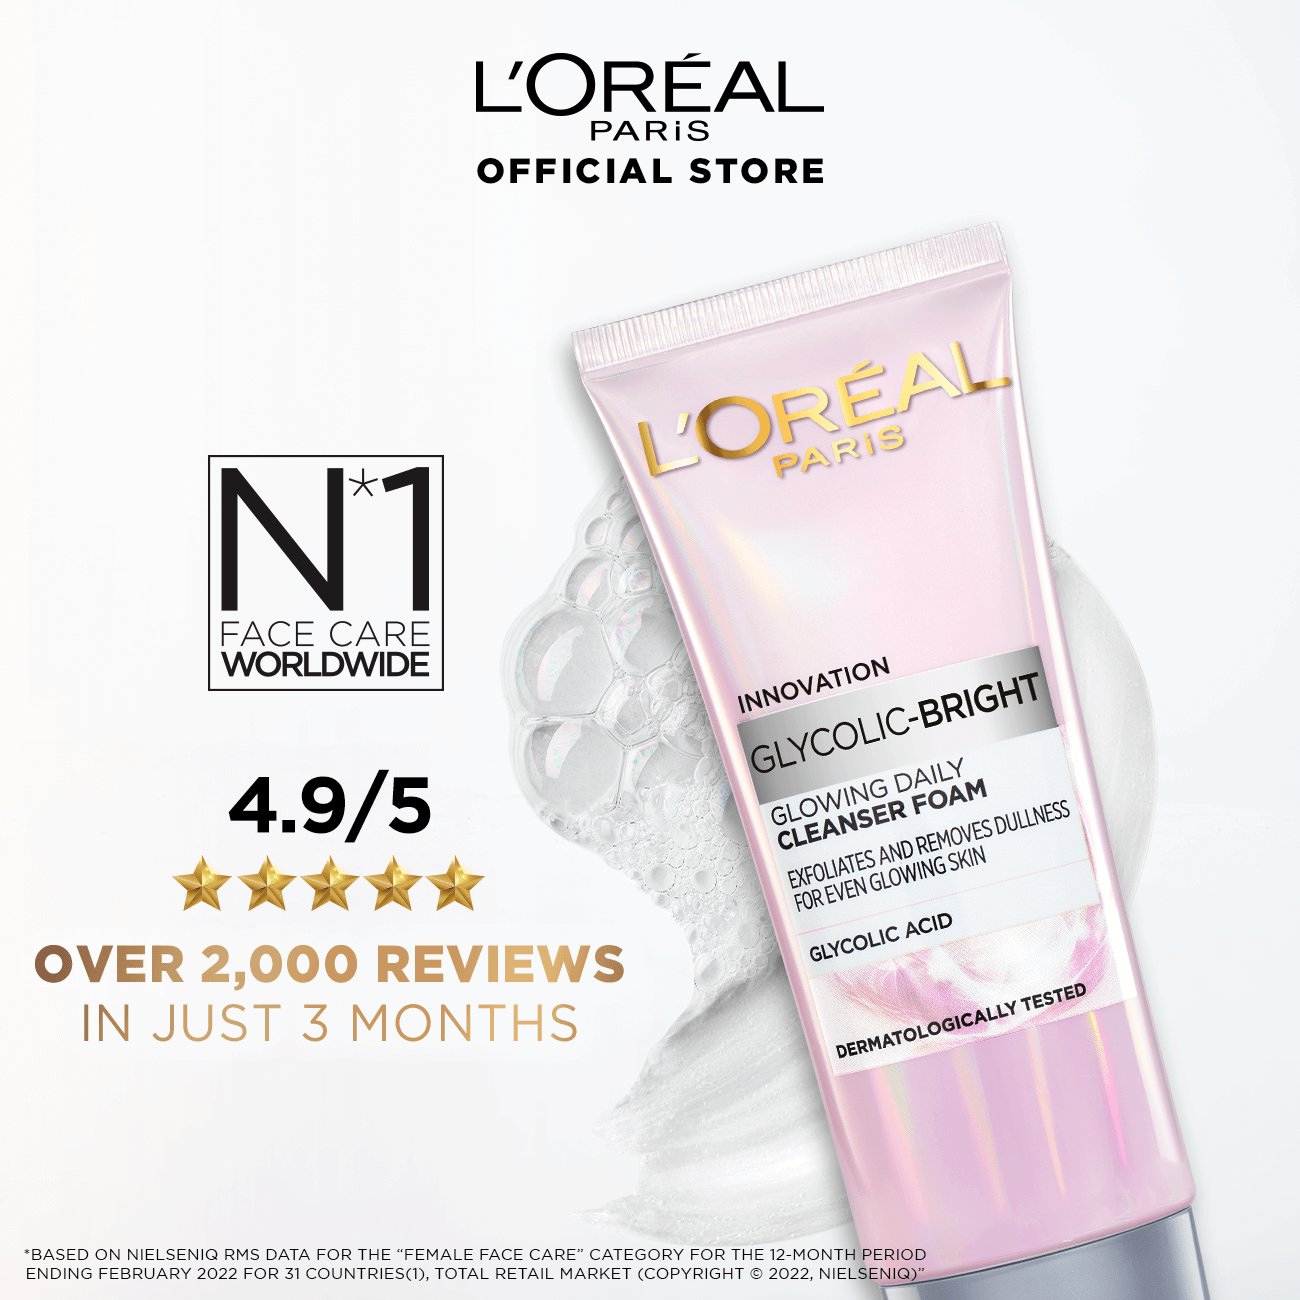 L'ORÉAL
PARiS
OFFICIAL STORE
L'ORÉAL
PARiS
N*1
FACE CARE
WORLDWIDE
INNOVATION
GLYCOLIC-BRIGHT
GLOWING DAILY
CLEANSER FOAM
EXFOLIATES AND REMOVES DULLNESS
FOR EVEN GLOWING SKIN
GLYCOLIC ACID
DERMATOLOGICALLY TESTED
4.9/5
OVER 2,000 REVIEWS
IN JUST 3 MONTHS
*BASED ON NIELSENIQ RMS DATA FOR THE “FEMALE FACE CARE” CATEGORY FOR THE 12-MONTH PERIOD
ENDING FEBRUARY 2022 FOR 31 COUNTRIES(1), TOTAL RETAIL MARKET (COPYRIGHT © 2022, NIELSENIQ)”